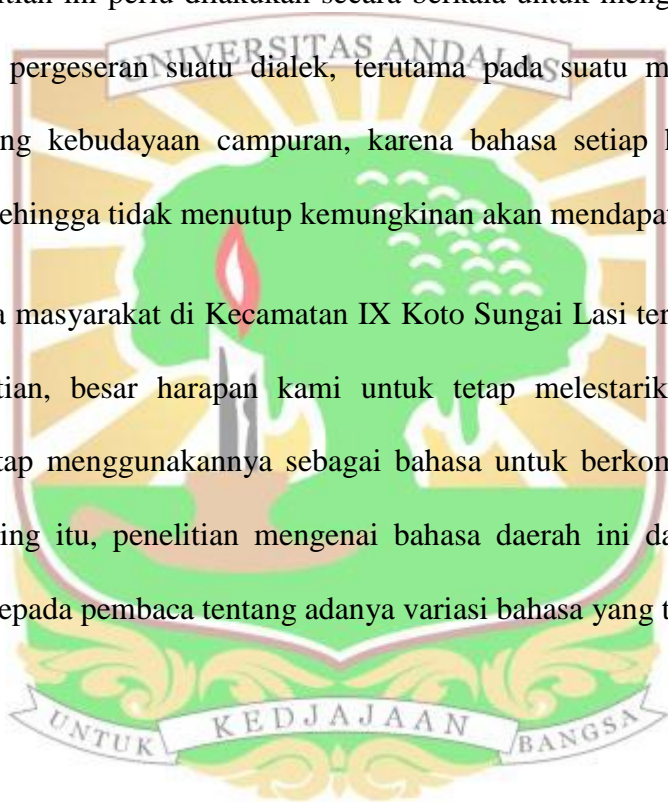 tian ini perlu dilakukan secara berkala untuk meng
UNIVERSITAS ANDALAS
pergeseran suatu dialek, terutama pada suatu m
ng kebudayaan campuran, karena bahasa setiap
ehingga tidak menutup kemungkinan akan mendapat
a masyarakat di Kecamatan IX Koto Sungai Lasi ter
tian, besar harapan kami untuk tetap melestarik
tap menggunakannya sebagai bahasa untuk berkom
ing itu, penelitian mengenai bahasa daerah ini da
epada pembaca tentang adanya variasi bahasa yang t
UNTUK KEDJAJAAN BANGSA